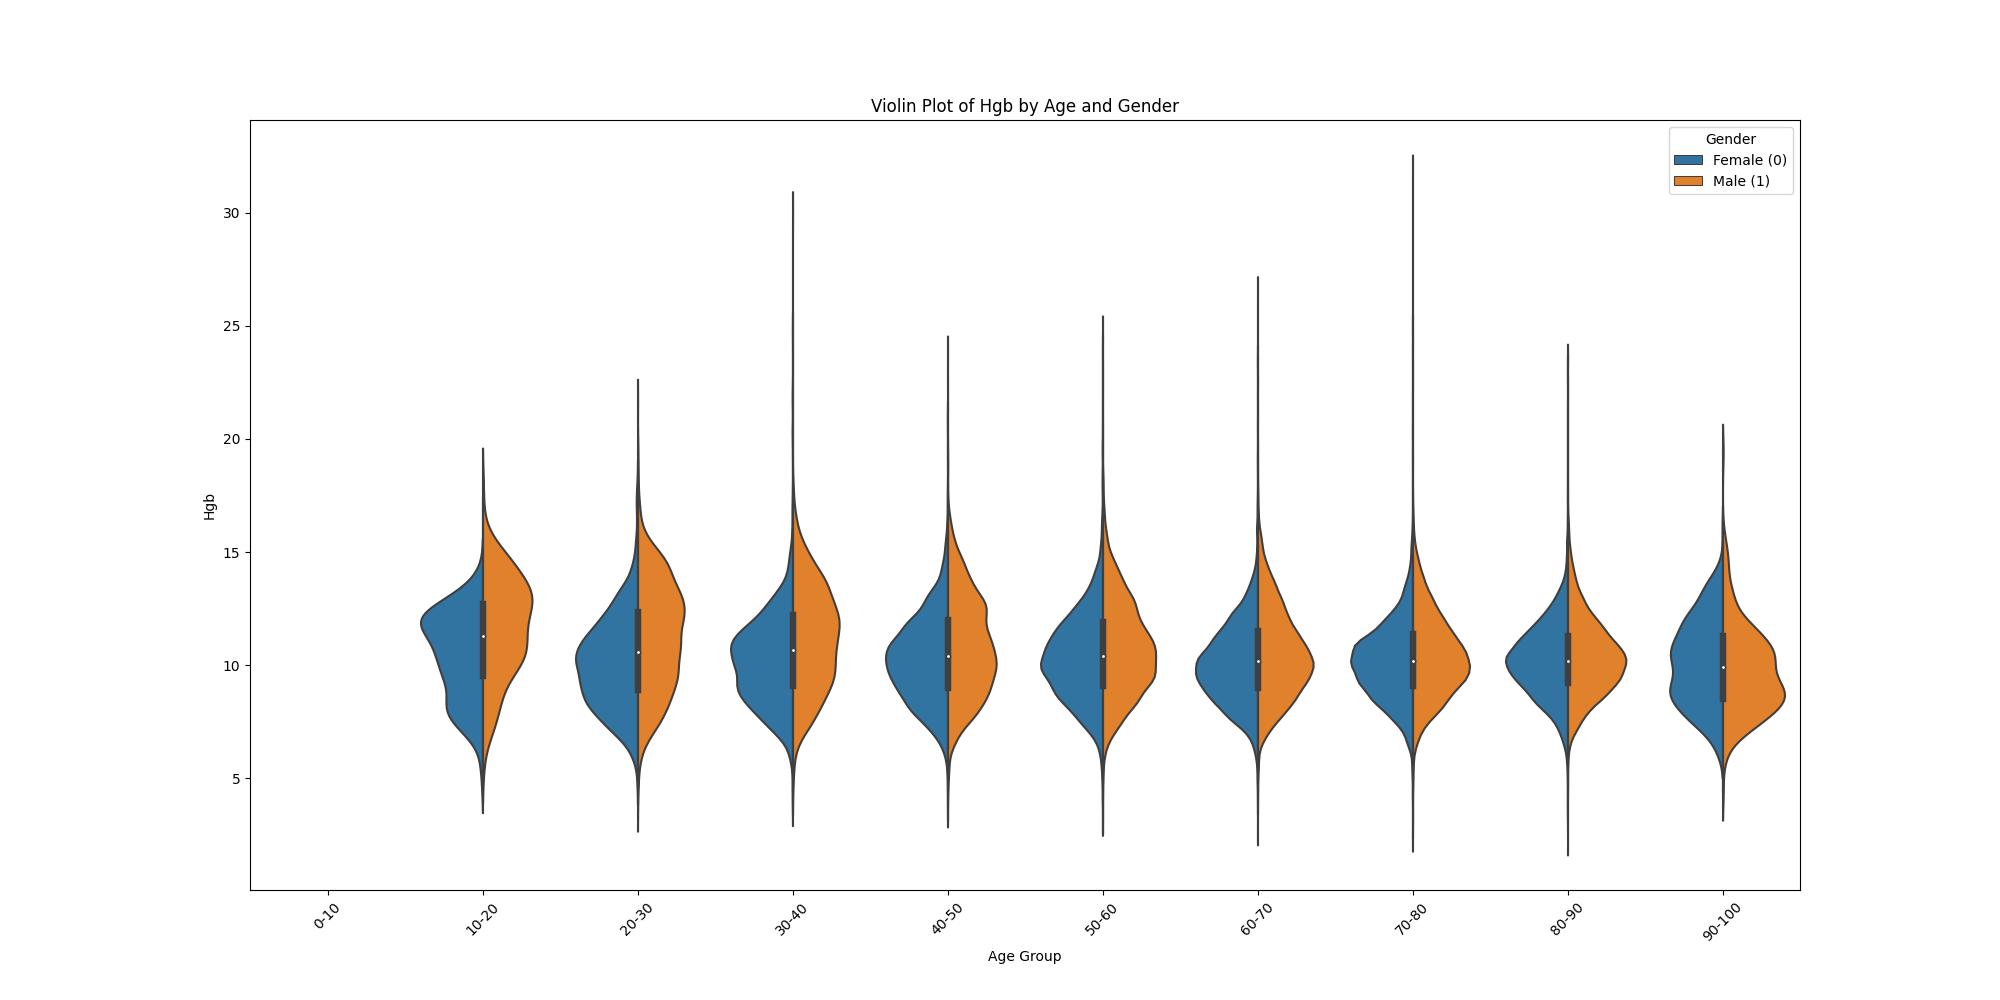 Violin Plot of Hgb by Age and Gender
Gender
Female (0)
Male (1)
30
25
20
15
10
5
Hgb
0-10
10-20
20-30
30-40
40-50
50-60
60-70
70-80
80-90
90-100
Age Group